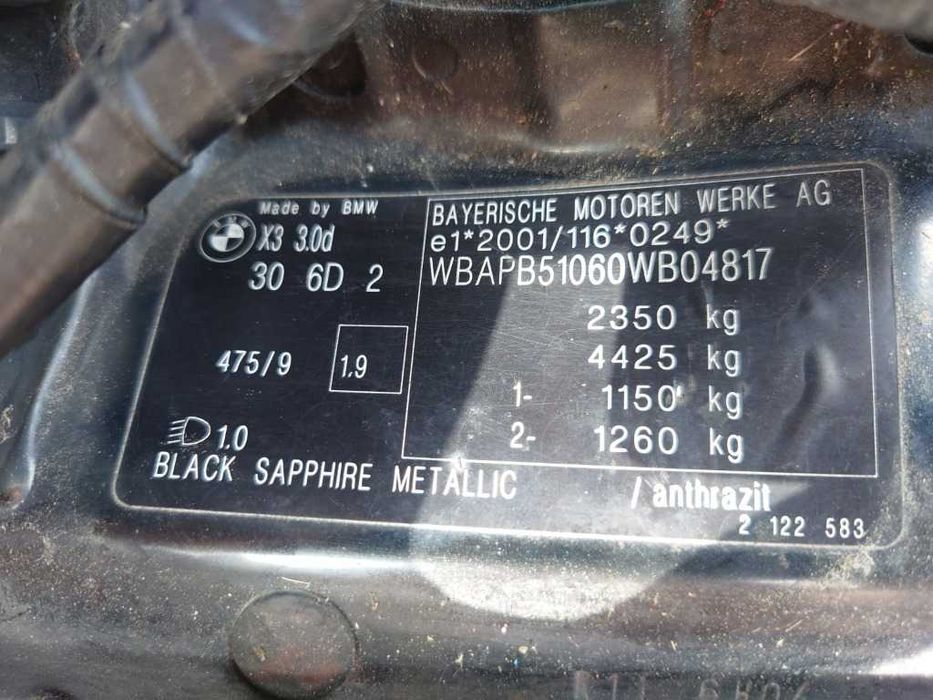 Made by BMW
X3 3.0d
30 6D 2
475/9
1.9
1.0
BLACK SAPPHIRE METALLIC / anthrazit
2 122 583
BAYERISCHE MOTOREN WERKE AG
e1*2001/116*0249*
WBAPB51060WB04817
2350 kg
4425 kg
1- 1150 kg
2- 1260 kg